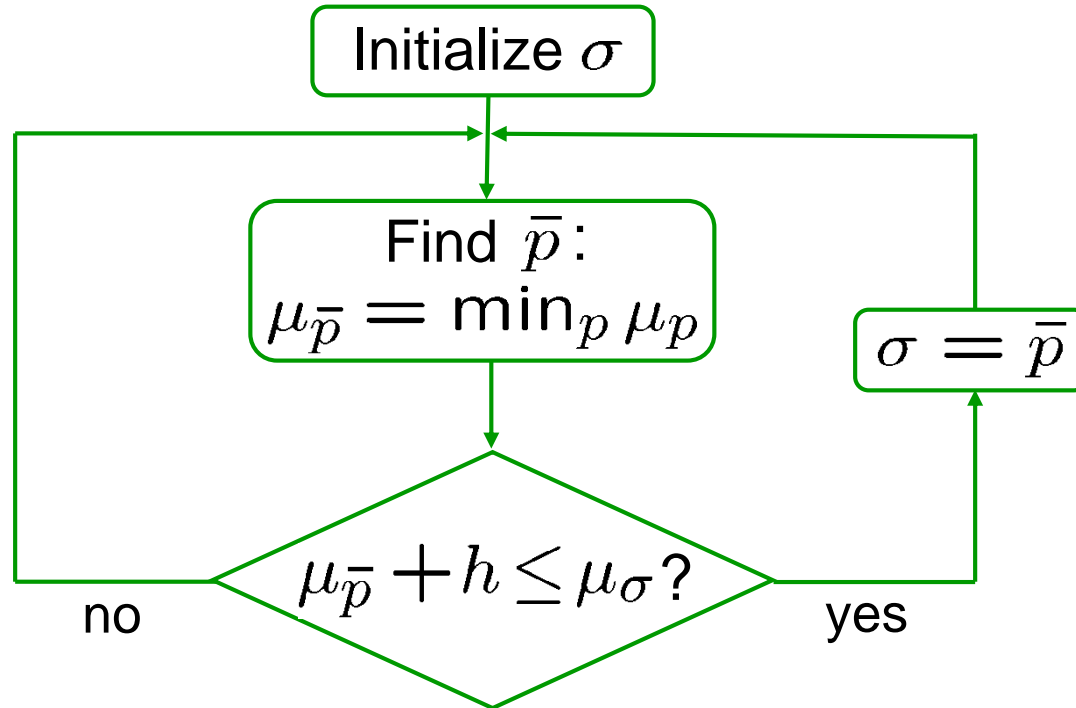 Initialize σ
Find p̄ :
μ_p̄ = min_p μ_p
σ = p̄
μ_p̄ + h ≤ μ_σ?
no
yes